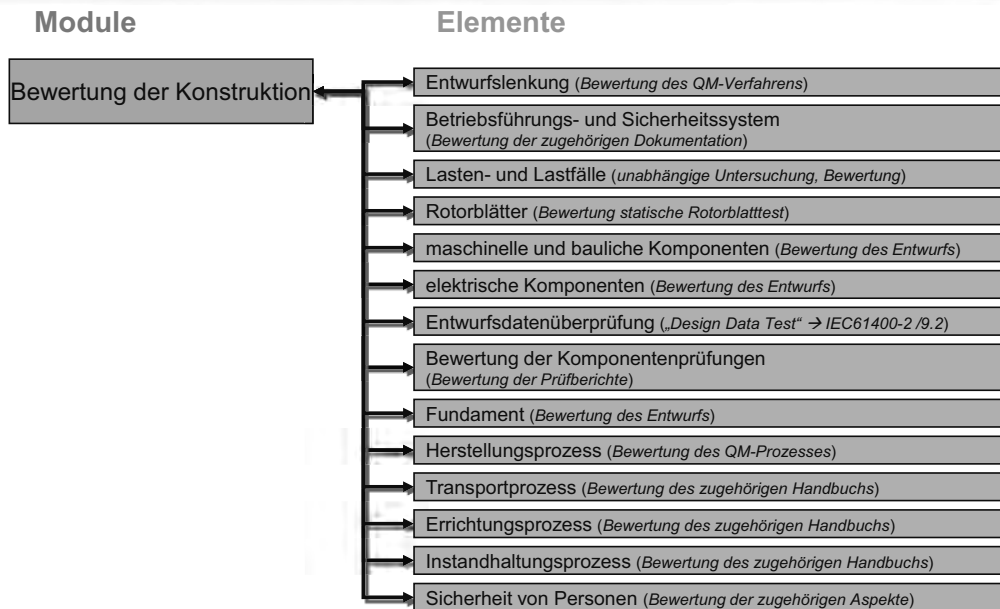 Module
Elemente
Bewertung der Konstruktion
Entwurfslenkung (Bewertung des QM-Verfahrens)
Betriebsführungs- und Sicherheitssystem
(Bewertung der zugehörigen Dokumentation)
Lasten- und Lastfälle (unabhängige Untersuchung, Bewertung)
Rotorblätter (Bewertung statische Rotorblatttest)
maschinelle und bauliche Komponenten (Bewertung des Entwurfs)
elektrische Komponenten (Bewertung des Entwurfs)
Entwurfsdatenüberprüfung („Design Data Test“ → IEC61400-2 /9.2)
Bewertung der Komponentenprüfungen
(Bewertung der Prüfberichte)
Fundament (Bewertung des Entwurfs)
Herstellungsprozess (Bewertung des QM-Prozesses)
Transportprozess (Bewertung des zugehörigen Handbuchs)
Errichtungsprozess (Bewertung des zugehörigen Handbuchs)
Instandhaltungsprozess (Bewertung des zugehörigen Handbuchs)
Sicherheit von Personen (Bewertung der zugehörigen Aspekte)